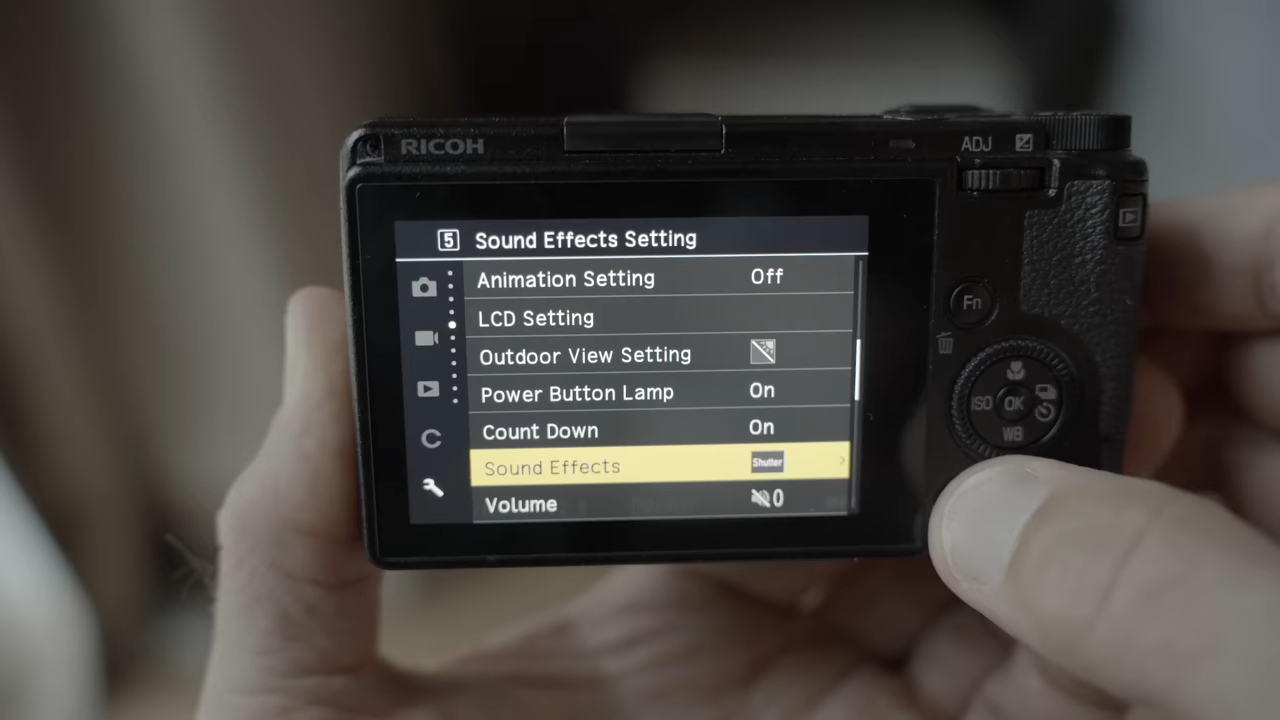 RICOH
ADJ
5 Sound Effects Setting
Animation Setting Off
LCD Setting
Outdoor View Setting
Power Button Lamp On
Count Down On
Sound Effects Shutter
Volume 0
C
Fn
ISO OK
WB